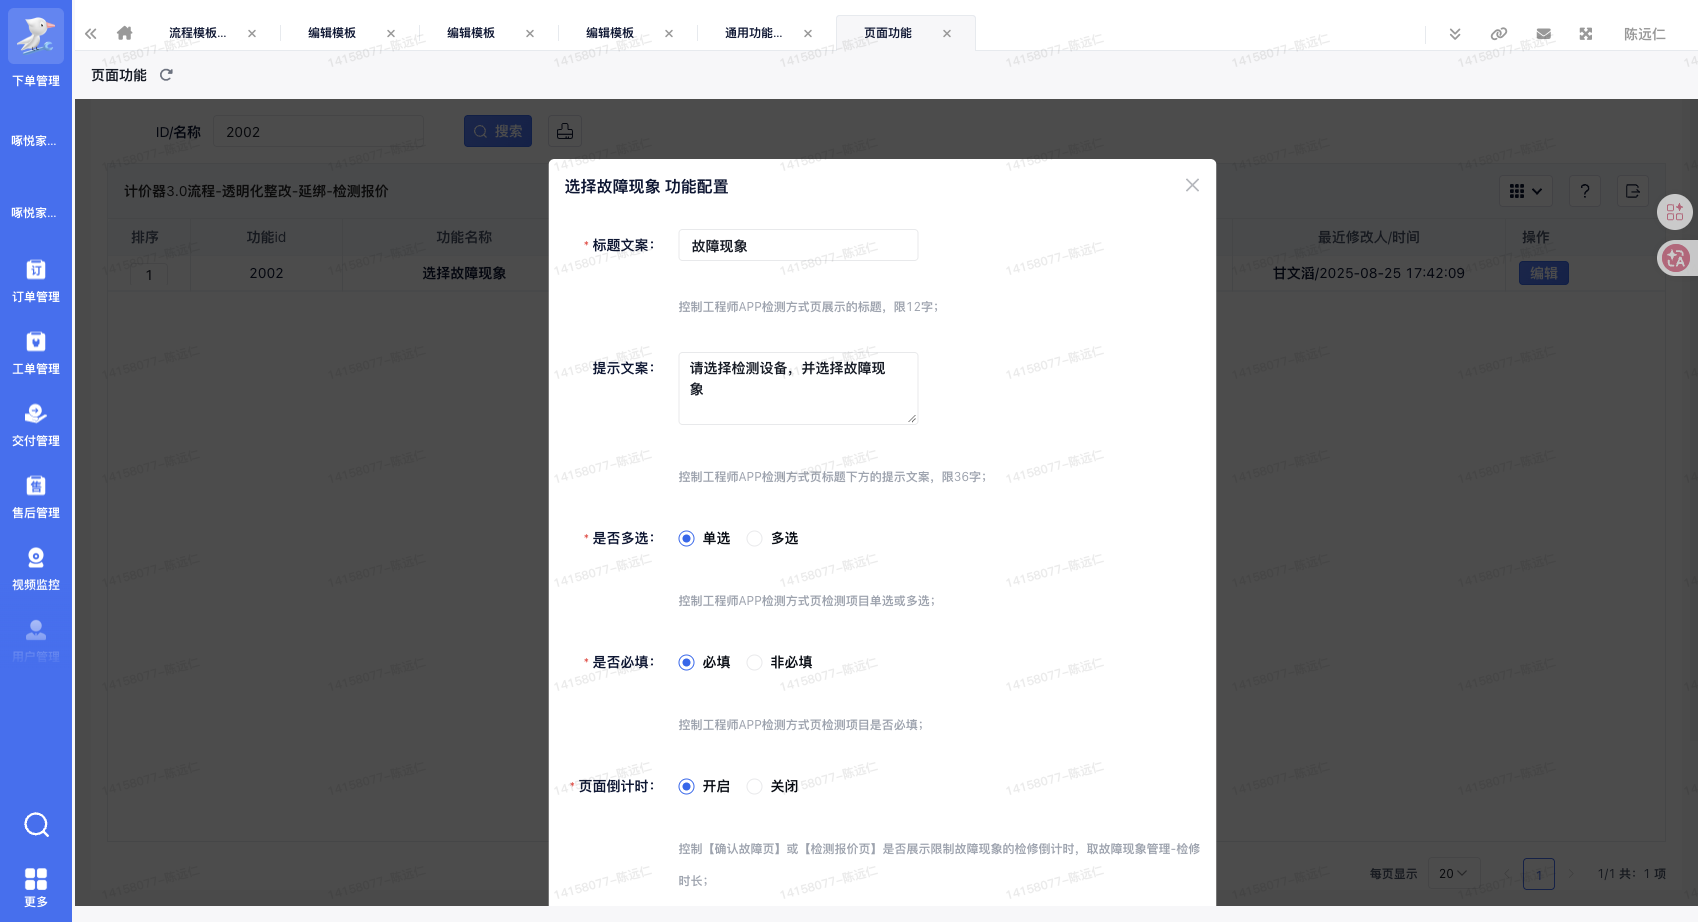 流程模板...
编辑模板
编辑模板
编辑模板
通用功能...
页面功能
陈远仁
下单管理
啄悦家...
啄悦家...
订单管理
工单管理
交付管理
售后管理
视频监控
用户管理
更多
页面功能
ID/名称 2002 搜索
计价器3.0流程-透明化整改-延绑-检测报价
排序 功能id 功能名称 最近修改人/时间 操作
1 2002 选择故障现象 甘文滔/2025-08-25 17:42:09 编辑
选择故障现象 功能配置
* 标题文案： 故障现象
控制工程师APP检测方式页展示的标题，限12字；
提示文案： 请选择检测设备，并选择故障现
象
控制工程师APP检测方式页标题下方的提示文案，限36字；
* 是否多选： 单选 多选
控制工程师APP检测方式页检测项目单选或多选；
* 是否必填： 必填 非必填
控制工程师APP检测方式页检测项目是否必填；
* 页面倒计时： 开启 关闭
控制【确认故障页】或【检测报价页】是否展示限制故障现象的检修倒计时，取故障现象管理-检修
时长；
每页显示 20 1 1/1 共：1 项
14158077-陈远仁